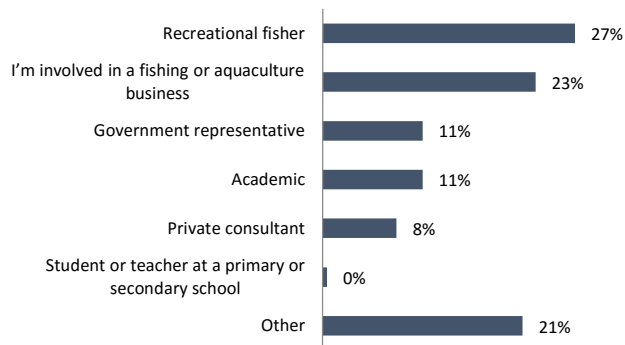 Recreational fisher 27%
I’m involved in a fishing or aquaculture
business 23%
Government representative 11%
Academic 11%
Private consultant 8%
Student or teacher at a primary or
secondary school 0%
Other 21%